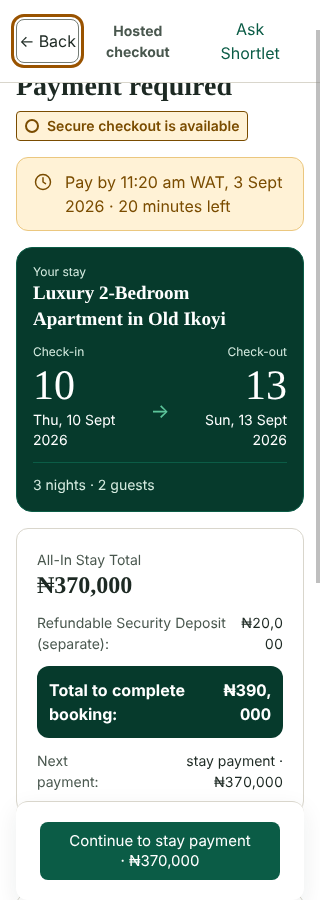 ← Back
Hosted
checkout
Ask
Shortlet
Payment required
Secure checkout is available
Pay by 11:20 am WAT, 3 Sept
2026 · 20 minutes left
Your stay
Luxury 2-Bedroom
Apartment in Old Ikoyi
Check-in
10
Thu, 10 Sept
2026
→
Check-out
13
Sun, 13 Sept
2026
3 nights · 2 guests
All-In Stay Total
₦370,000
Refundable Security Deposit
(separate):
₦20,0
00
Total to complete
booking:
₦390,
000
Next
payment:
stay payment ·
₦370,000
Continue to stay payment
· ₦370,000